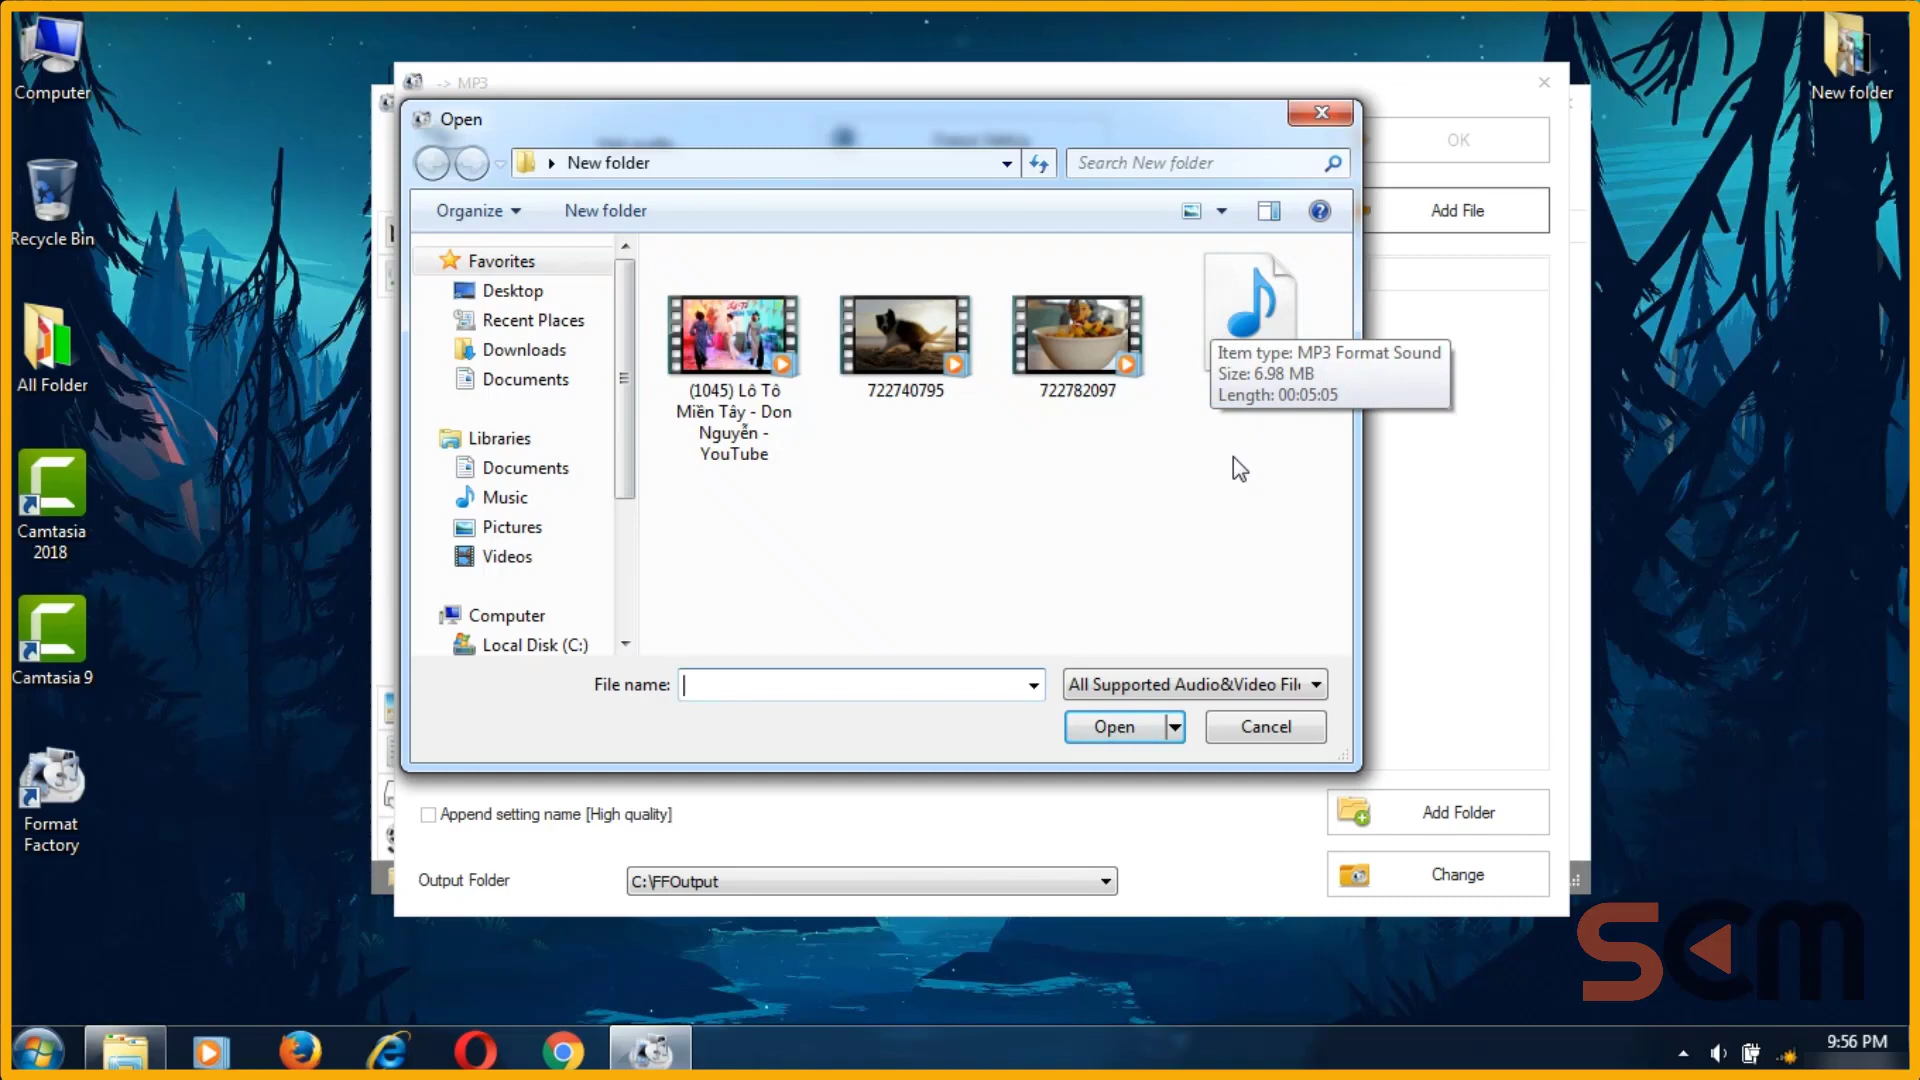 Computer
Recycle Bin
All Folder
Camtasia
2018
Camtasia 9
Format
Factory
New folder
-> MP3
OK
Add File
Open
New folder
Search New folder
Organize
New folder
Favorites
Desktop
Recent Places
Downloads
Documents
Libraries
Documents
Music
Pictures
Videos
Computer
Local Disk (C:)
(1045) Lô Tô
Miền Tây - Don
Nguyễn -
YouTube
722740795
722782097
Item type: MP3 Format Sound
Size: 6.98 MB
Length: 00:05:05
File name:
All Supported Audio&Video Fil
Open
Cancel
Append setting name [High quality]
Add Folder
Output Folder
C:\FFOutput
Change
SCM
9:56 PM